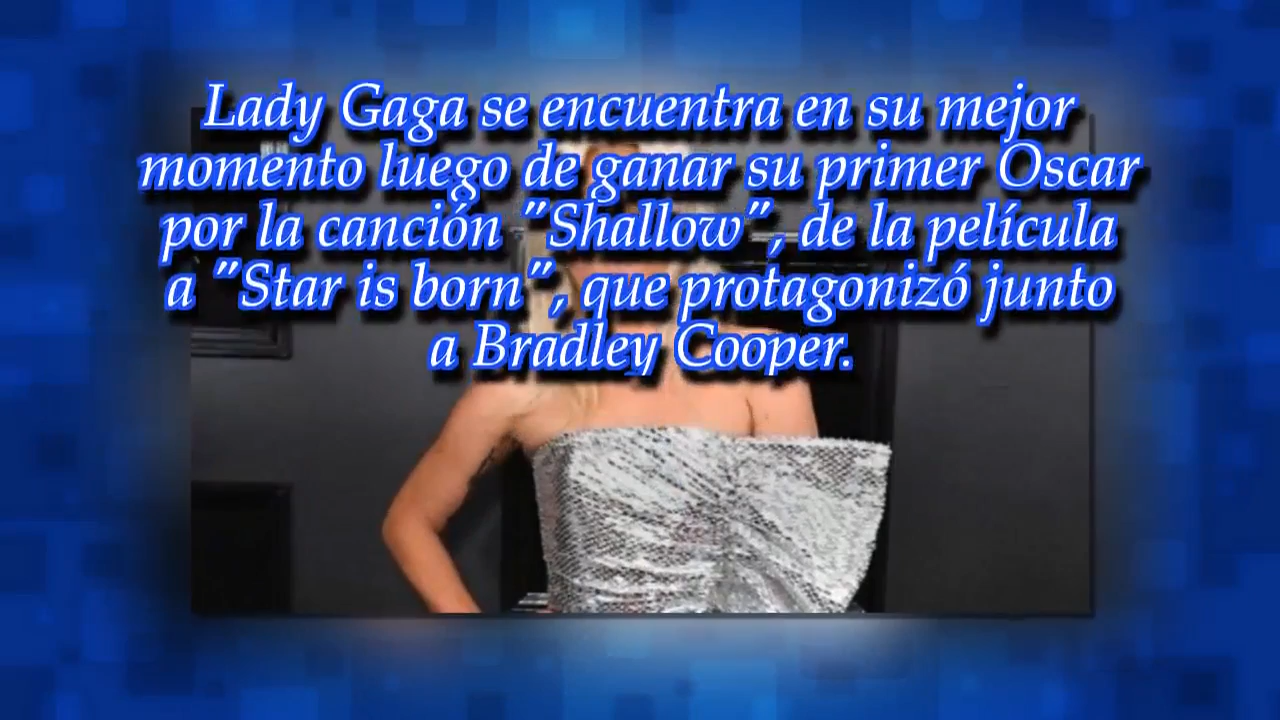 Lady Gaga se encuentra en su mejor
momento luego de ganar su primer Oscar
por la canción "Shallow", de la película
a "Star is born", que protagonizó junto
a Bradley Cooper.